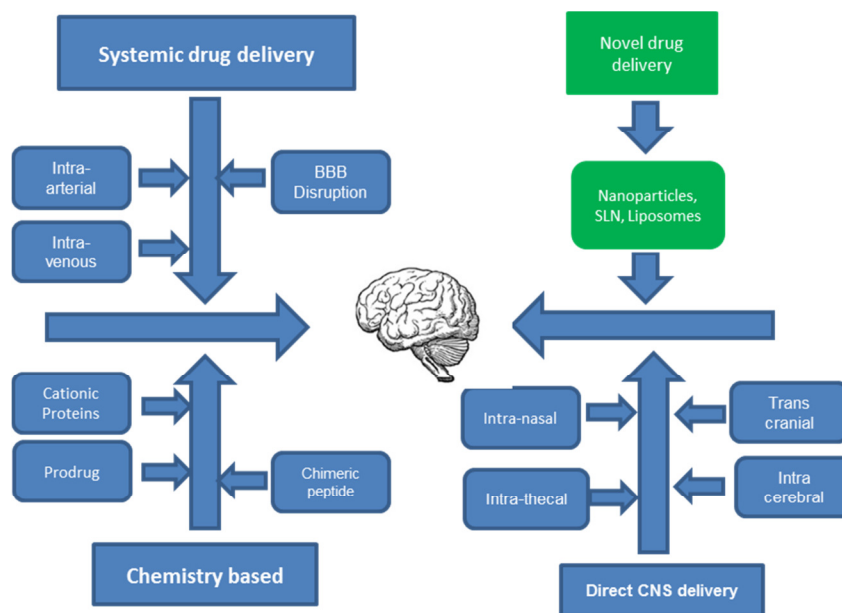 Systemic drug delivery
Intra-
arterial
BBB
Disruption
Intra-
venous
Novel drug
delivery
Nanoparticles,
SLN, Liposomes
Cationic
Proteins
Prodrug
Chimeric
peptide
Chemistry based
Intra-nasal
Trans
cranial
Intra-thecal
Intra
cerebral
Direct CNS delivery